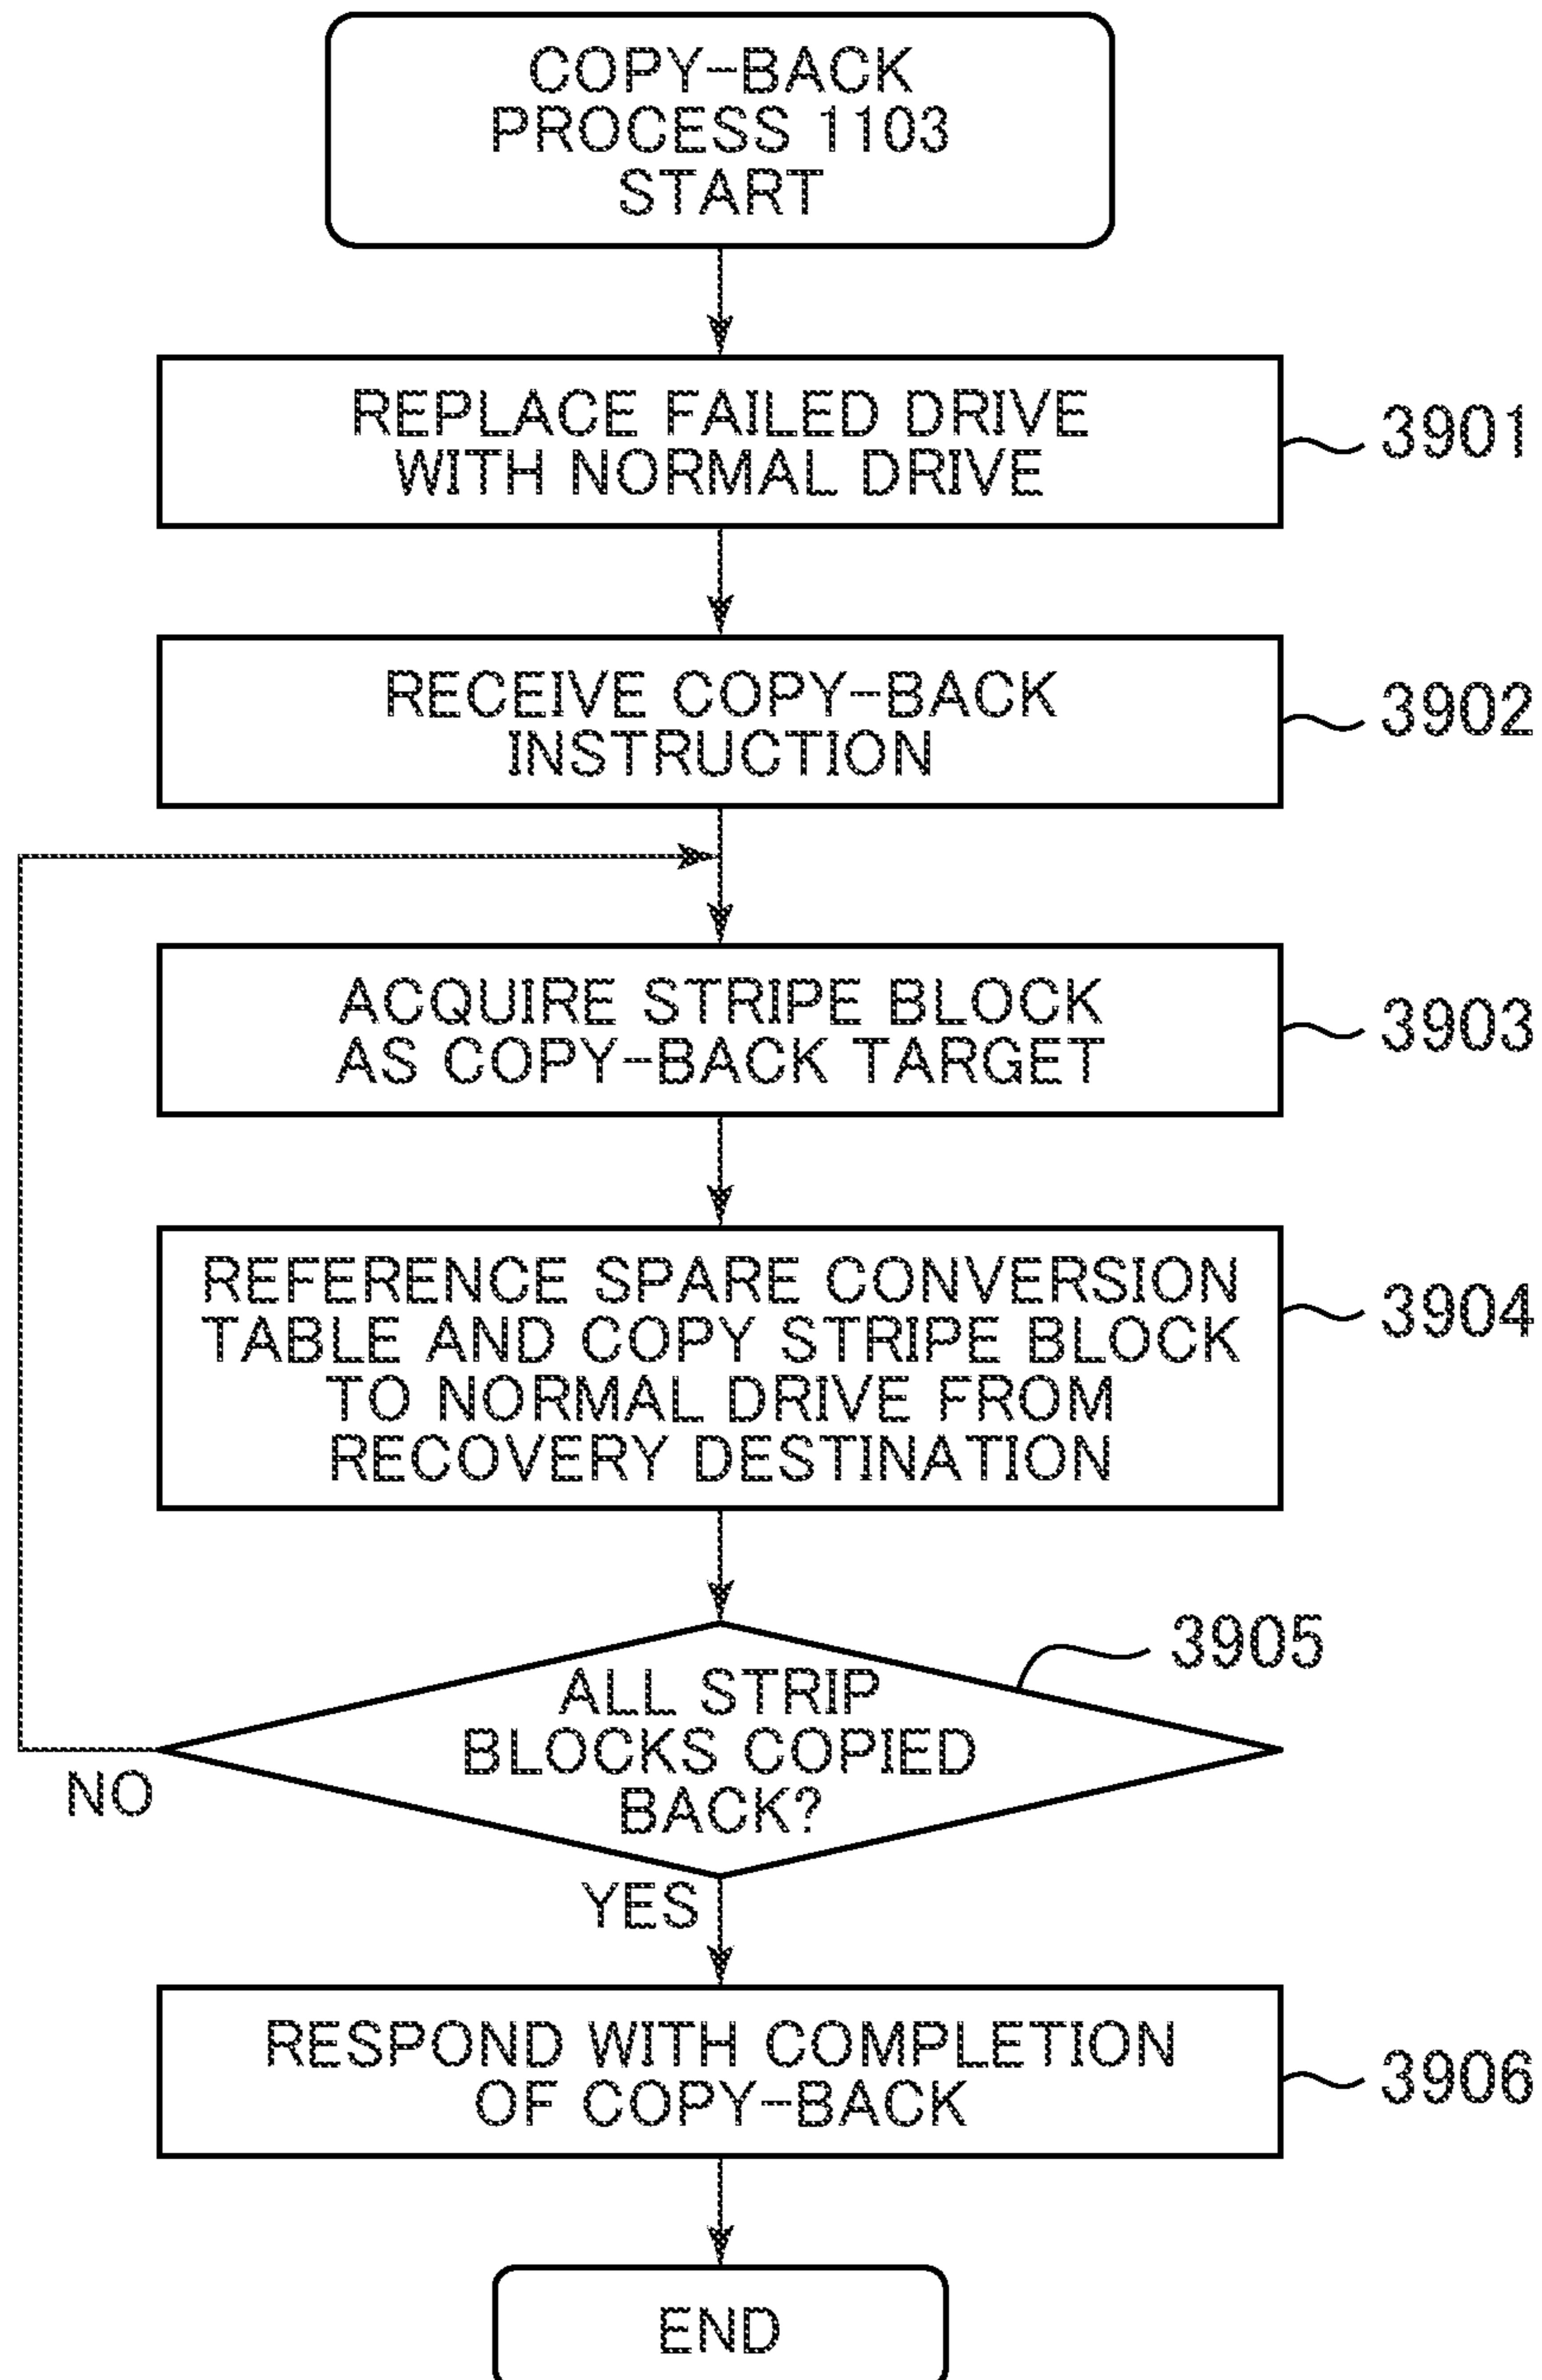 COPY-BACK
PROCESS 1103
START
REPLACE FAILED DRIVE
WITH NORMAL DRIVE
3901
RECEIVE COPY-BACK
INSTRUCTION
3902
ACQUIRE STRIPE BLOCK
AS COPY-BACK TARGET
3903
REFERENCE SPARE CONVERSION
TABLE AND COPY STRIPE BLOCK
TO NORMAL DRIVE FROM
RECOVERY DESTINATION
3904
3905
ALL STRIP
BLOCKS COPIED
BACK?
NO
YES
RESPOND WITH COMPLETION
OF COPY-BACK
3906
END